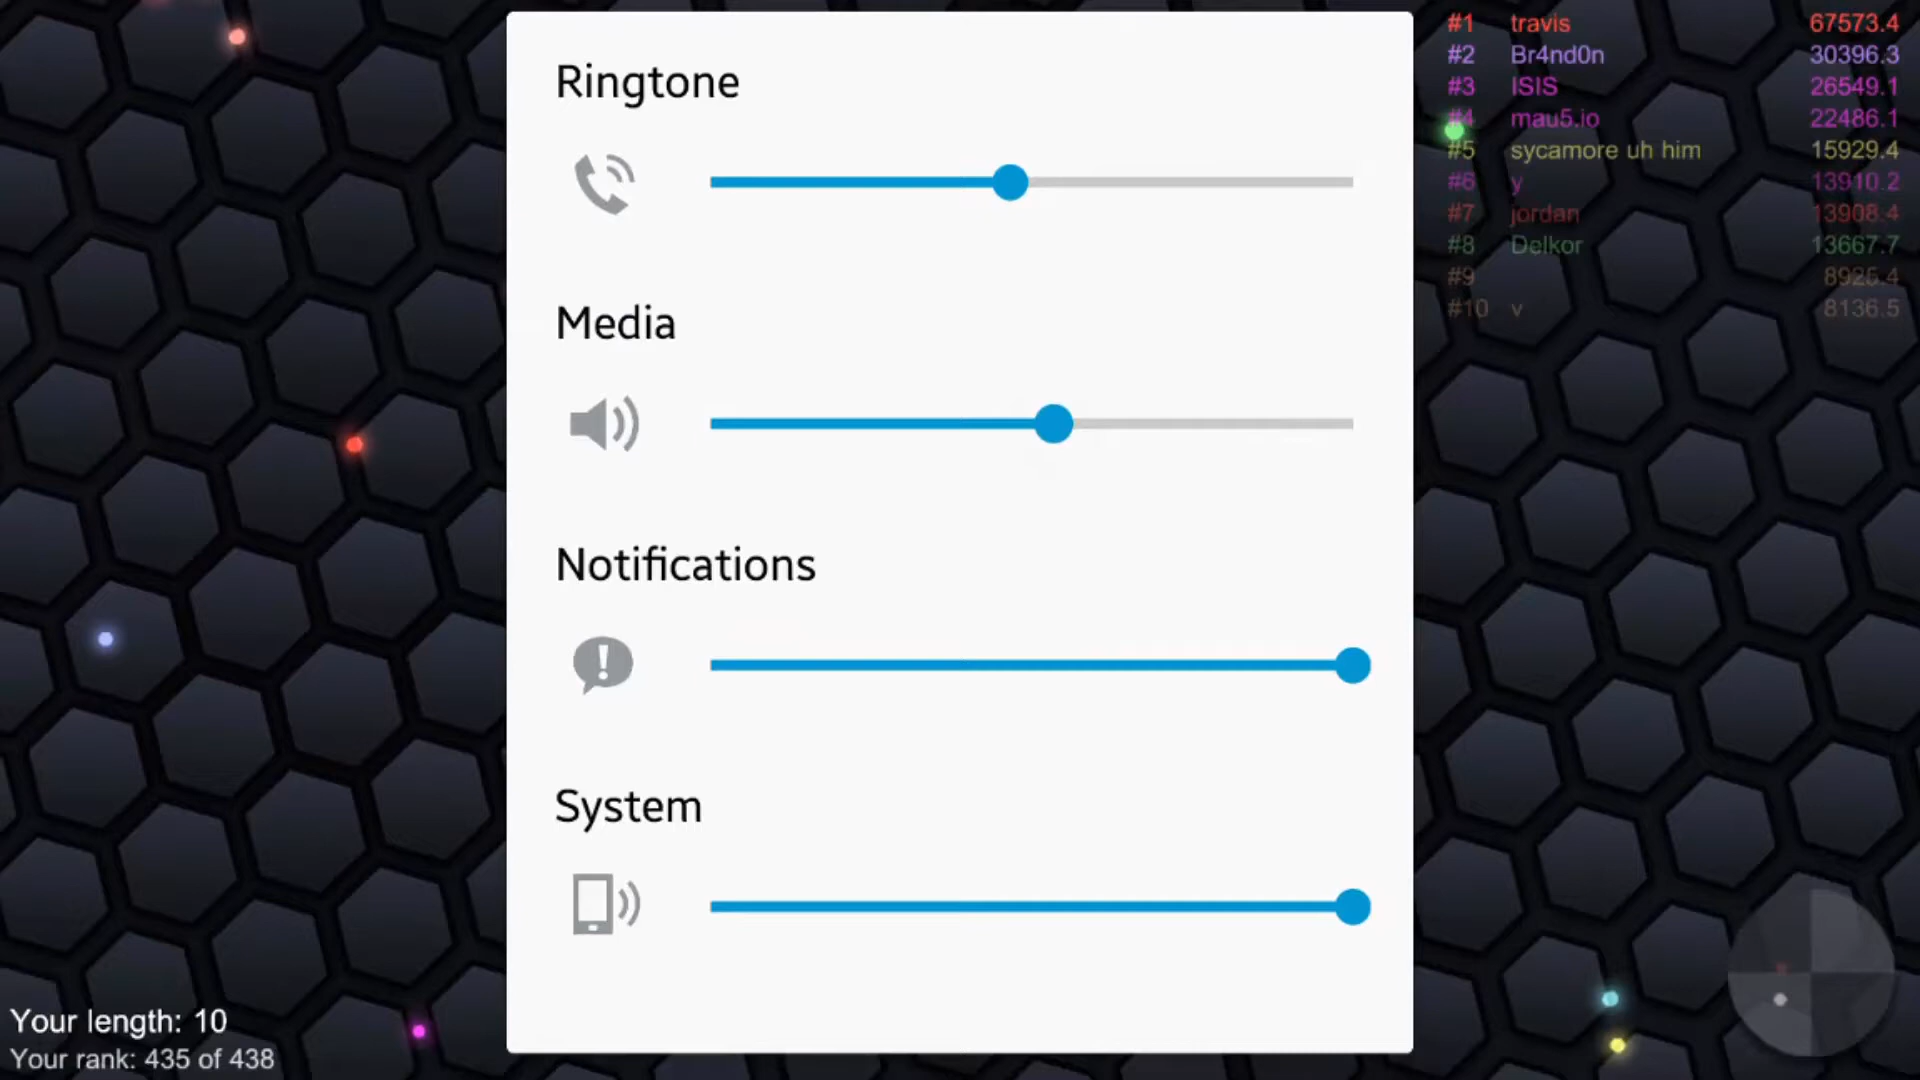 Ringtone
Media
Notifications
System
#1 travis 67573.4
#2 Br4nd0n 30396.3
#3 ISIS 26549.1
#4 mau5.io 22486.1
#5 sycamore uh him 15929.4
#6 y 13910.2
#7 jordan 13908.4
#8 Delkor 13667.7
#9 8925.4
#10 v 8136.5
Your length: 10
Your rank: 435 of 438